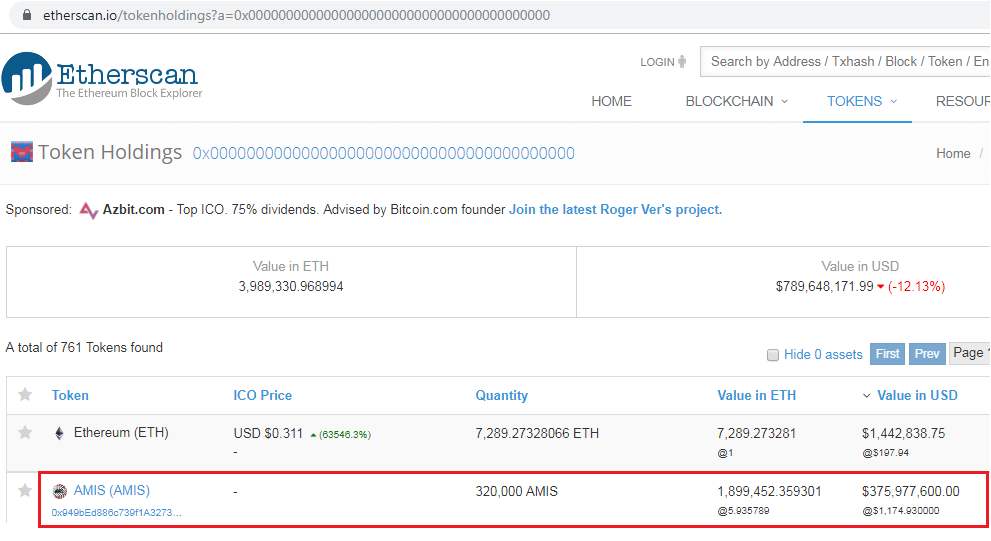 etherscan.io/tokenholdings?a=0x0000000000000000000000000000000000000000
LOGIN
Search by Address / Txhash / Block / Token / En
Etherscan
The Ethereum Block Explorer
HOME BLOCKCHAIN TOKENS RESOUR
Token Holdings 0x0000000000000000000000000000000000000000
Home /
Sponsored: Azbit.com - Top ICO. 75% dividends. Advised by Bitcoin.com founder Join the latest Roger Ver's project.
Value in ETH Value in USD
3,989,330.968994 $789,648,171.99 (-12.13%)
A total of 761 Tokens found
Hide 0 assets First Prev Page 1
Token ICO Price Quantity Value in ETH Value in USD
Ethereum (ETH) USD $0.311 (63546.3%) 7,289.27328066 ETH 7,289.273281 $1,442,838.75
- @1 @$197.94
AMIS (AMIS) - 320,000 AMIS 1,899,452.359301 $375,977,600.00
0x949bEd886c739f1A3273... @5.935789 @$1,174.930000